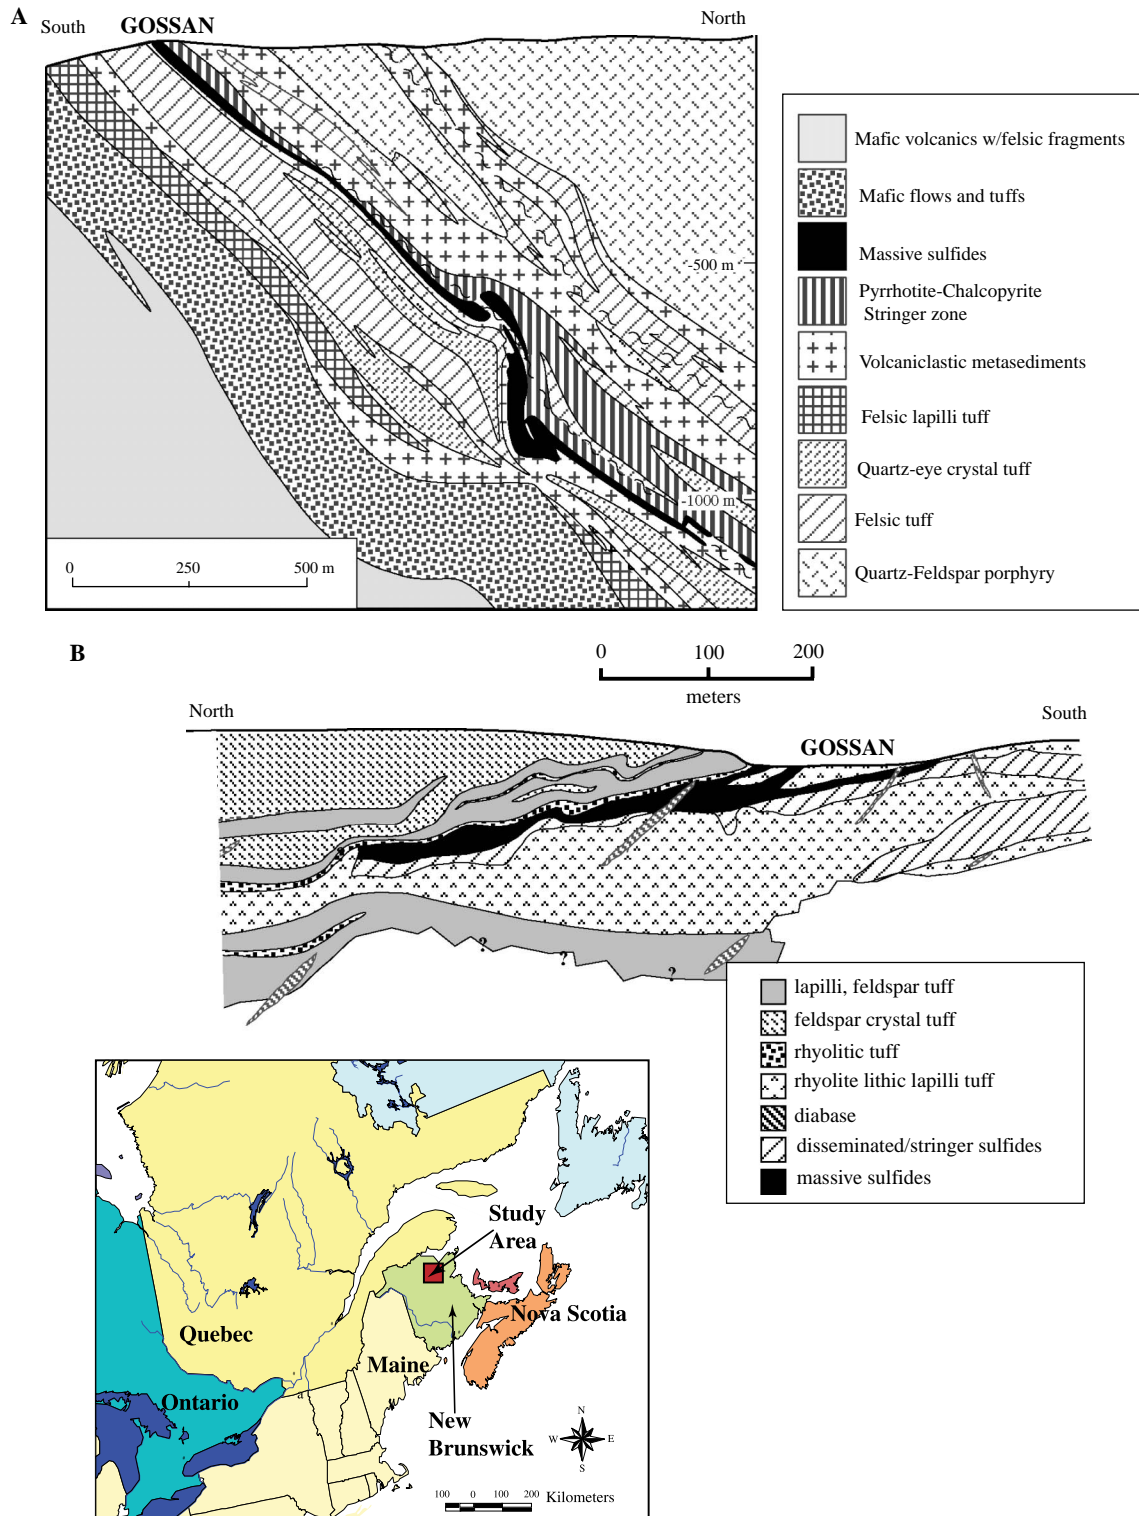 A
South
GOSSAN
North
-500 m
-1000 m
0 250 500 m
Mafic volcanics w/felsic fragments
Mafic flows and tuffs
Massive sulfides
Pyrrhotite-Chalcopyrite
Stringer zone
Volcaniclastic metasediments
Felsic lapilli tuff
Quartz-eye crystal tuff
Felsic tuff
Quartz-Feldspar porphyry
B
0 100 200
meters
North
South
GOSSAN
? ? ?
lapilli, feldspar tuff
feldspar crystal tuff
rhyolitic tuff
rhyolite lithic lapilli tuff
diabase
disseminated/stringer sulfides
massive sulfides
Study
Area
Nova Scotia
Quebec
Maine
Ontario
a
New
Brunswick
N
W E
S
100 0 100 200 Kilometers